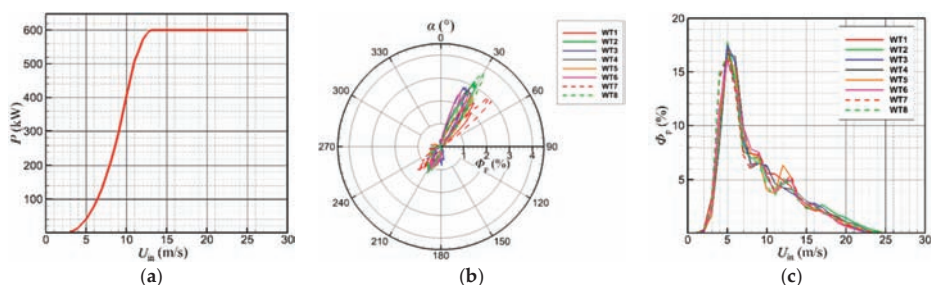 P (kW)
600
500
400
300
200
100
0
5
10
15
20
25
30
U_in (m/s)
(a)
α (°)
0
30
60
90
120
150
180
210
240
270
300
330
1
2
3
4
Φ_F (%)
WT1
WT2
WT3
WT4
WT5
WT6
WT7
WT8
(b)
Φ_F (%)
20
15
10
5
0
5
10
15
20
25
30
U_in (m/s)
WT1
WT2
WT3
WT4
WT5
WT6
WT7
WT8
(c)